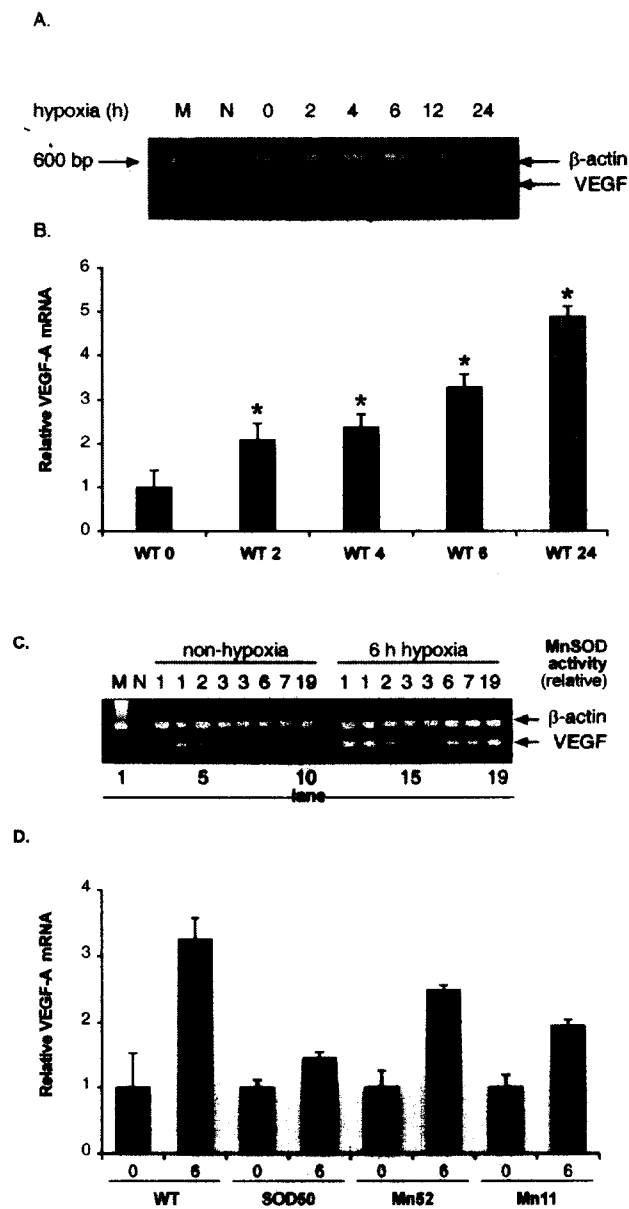 A.
hypoxia (h) M N 0 2 4 6 12 24
600 bp β-actin
VEGF
B.
Relative VEGF-A mRNA
6
5
4
3
2
1
0
* * * *
WT 0 WT 2 WT 4 WT 6 WT 24
C.
non-hypoxia 6 h hypoxia MnSOD
activity
M N 1 1 2 3 3 6 7 19 1 1 2 3 3 6 7 19 (relative)
β-actin
VEGF
1 5 10 15 19
lane
D.
Relative VEGF-A mRNA
4
3
2
1
0
0 6 0 6 0 6 0 6
WT SOD50 Mn52 Mn11